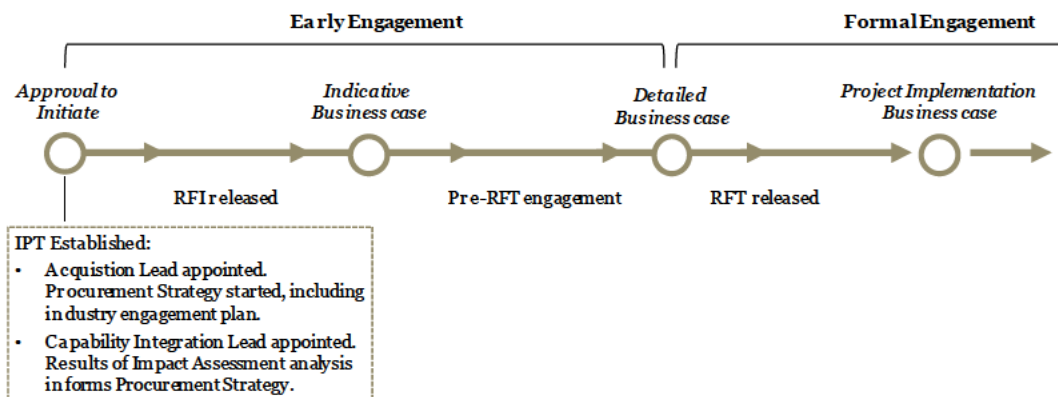 Early Engagement
Formal Engagement
Approval to
Initiate
Indicative
Business case
Detailed
Business case
Project Implementation
Business case
RFI released
Pre-RFT engagement
RFT released
IPT Established:
• Acquistion Lead appointed.
Procurement Strategy started, including
industry engagement plan.
• Capability Integration Lead appointed.
Results of Impact Assessment analysis
informs Procurement Strategy.